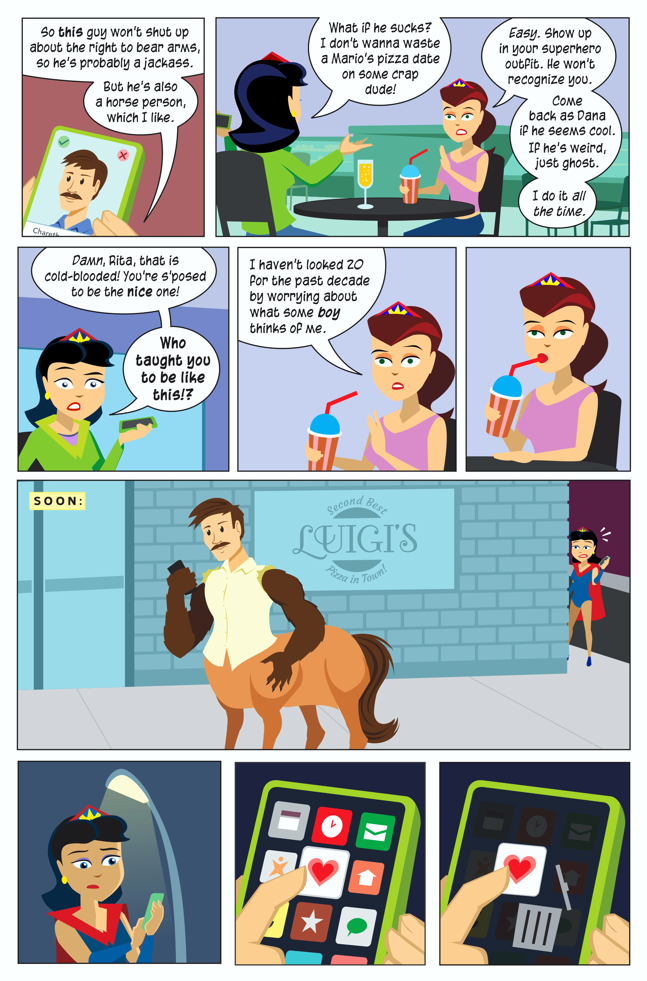 So this guy won't shut up
about the right to bear arms,
so he's probably a jackass.
But he's also
a horse person,
which I like.
What if he sucks?
I don't wanna waste
a Mario's pizza date
on some crap
dude!
Easy. Show up
in your superhero
outfit. He won't
recognize you.
Come
back as Dana
if he seems cool.
If he's weird,
just ghost.
I do it all
the time.
Damn, Rita, that is
cold-blooded! You're s'posed
to be the nice one!
Who
taught you
to be like
this!?
I haven't looked 20
for the past decade
by worrying about
what some boy
thinks of me.
SOON:
Second Best
LUIGI'S
Pizza in Town!